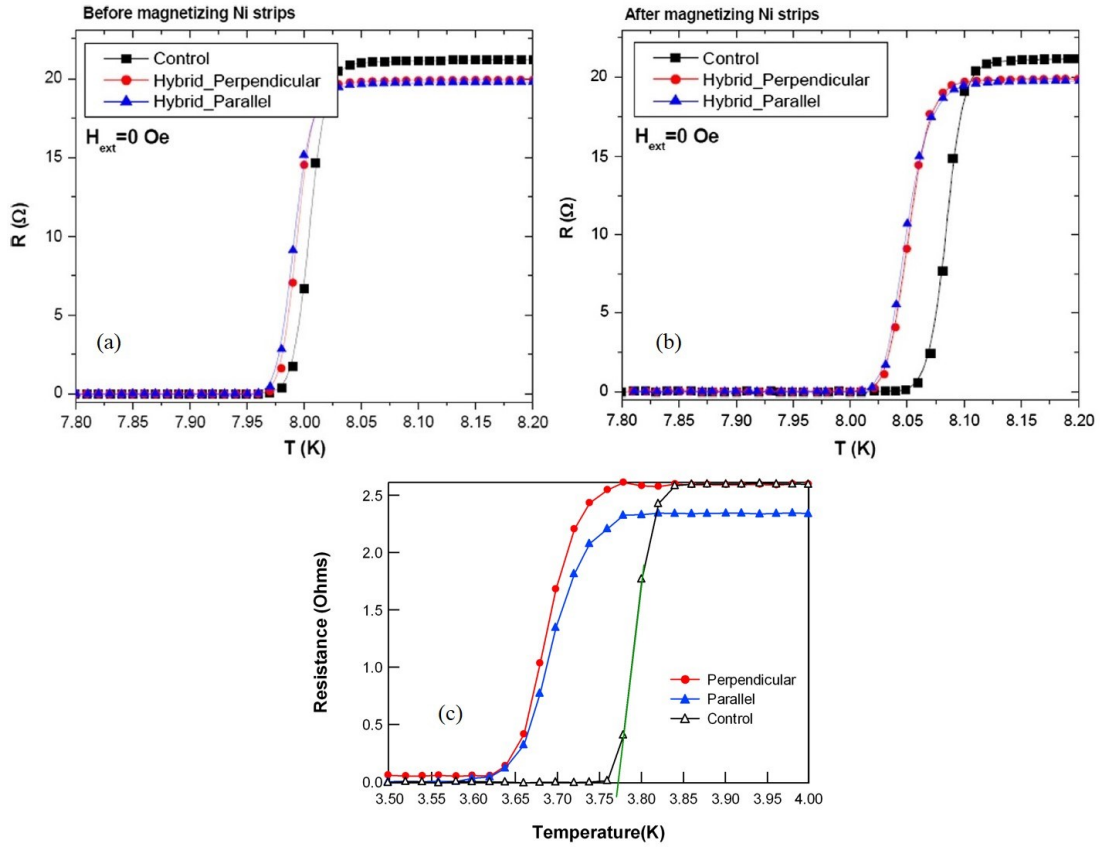 Before magnetizing Ni strips
Control
Hybrid_Perpendicular
Hybrid_Parallel
H_ext=0 Oe
R (Ω)
20
15
10
5
0
(a)
7.80 7.85 7.90 7.95 8.00 8.05 8.10 8.15 8.20
T (K)
After magnetizing Ni strips
Control
Hybrid_Perpendicular
Hybrid_Parallel
H_ext=0 Oe
R (Ω)
20
15
10
5
0
(b)
7.80 7.85 7.90 7.95 8.00 8.05 8.10 8.15 8.20
T (K)
Resistance (Ohms)
2.5
2.0
1.5
1.0
0.5
0.0
(c)
Perpendicular
Parallel
Control
3.50 3.55 3.60 3.65 3.70 3.75 3.80 3.85 3.90 3.95 4.00
Temperature(K)